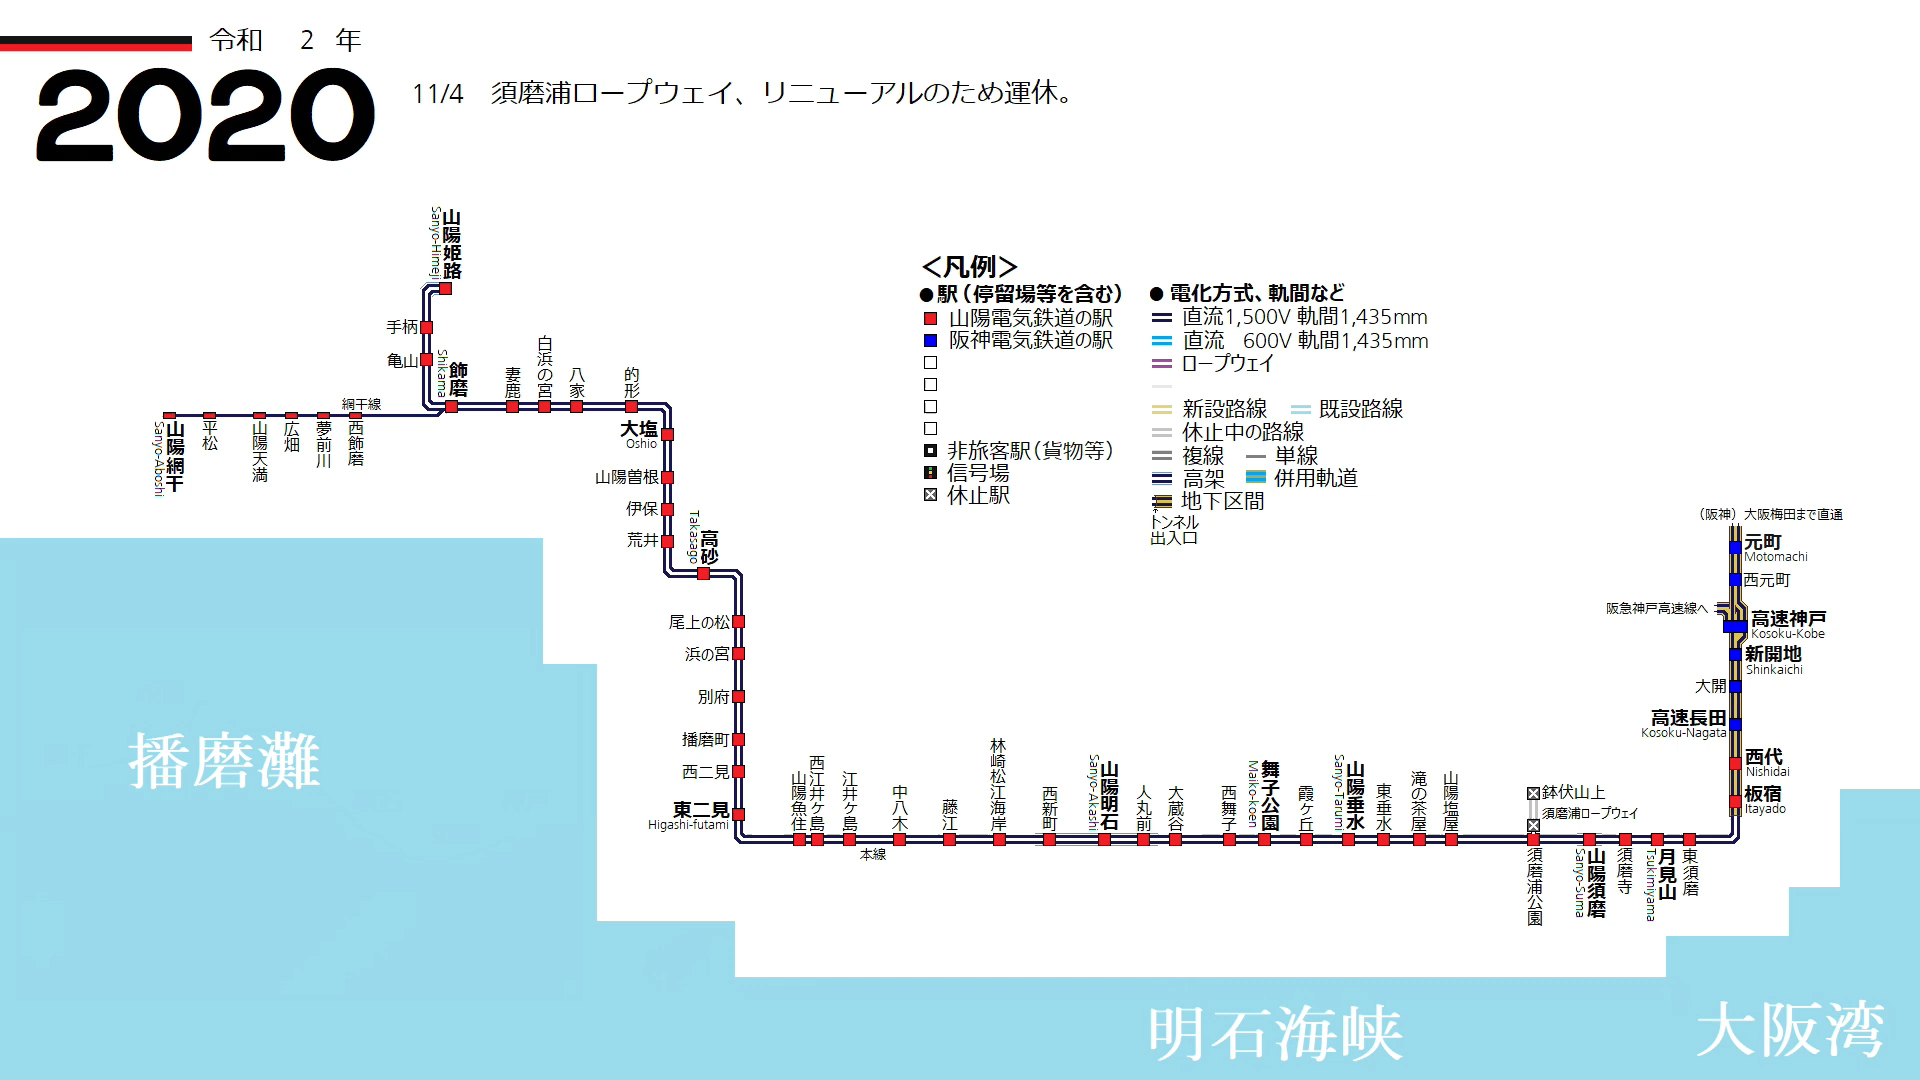 令和 2 年
2020
11/4 須磨浦ロープウェイ、リニューアルのため運休。
山陽姫路
Sanyo-Himeji
手柄
亀山
飾磨
Shikama
妻鹿
白浜の宮
八家
的形
網干線
山陽網干
Sanyo-Aboshi
平松
山陽天満
広畑
夢前川
西飾磨
大塩
Oshio
山陽曽根
伊保
荒井
高砂
Takasago
尾上の松
浜の宮
別府
播磨町
西二見
東二見
Higashi-futami
山陽魚住
西江井ヶ島
江井ヶ島
本線
中八木
藤江
林崎松江海岸
西新町
山陽明石
Sanyo-Akashi
人丸前
大蔵谷
西舞子
舞子公園
Maiko-koen
霞ヶ丘
山陽垂水
Sanyo-Tarumi
東垂水
滝の茶屋
山陽塩屋
鉢伏山上
須磨浦ロープウェイ
須磨浦公園
山陽須磨
Sanyo-Suma
須磨寺
月見山
Tsukimiyama
東須磨
＜凡例＞
●駅（停留場等を含む）
山陽電気鉄道の駅
阪神電気鉄道の駅
非旅客駅（貨物等）
信号場
休止駅
● 電化方式、軌間など
直流1,500V 軌間1,435mm
直流 600V 軌間1,435mm
ロープウェイ
新設路線 既設路線
休止中の路線
複線 単線
高架 併用軌道
地下区間
トンネル
出入口
（阪神）大阪梅田まで直通
元町
Motomachi
西元町
阪急神戸高速線へ
高速神戸
Kosoku-Kobe
新開地
Shinkaichi
大開
高速長田
Kosoku-Nagata
西代
Nishidai
板宿
Itayado
播磨灘
明石海峡
大阪湾